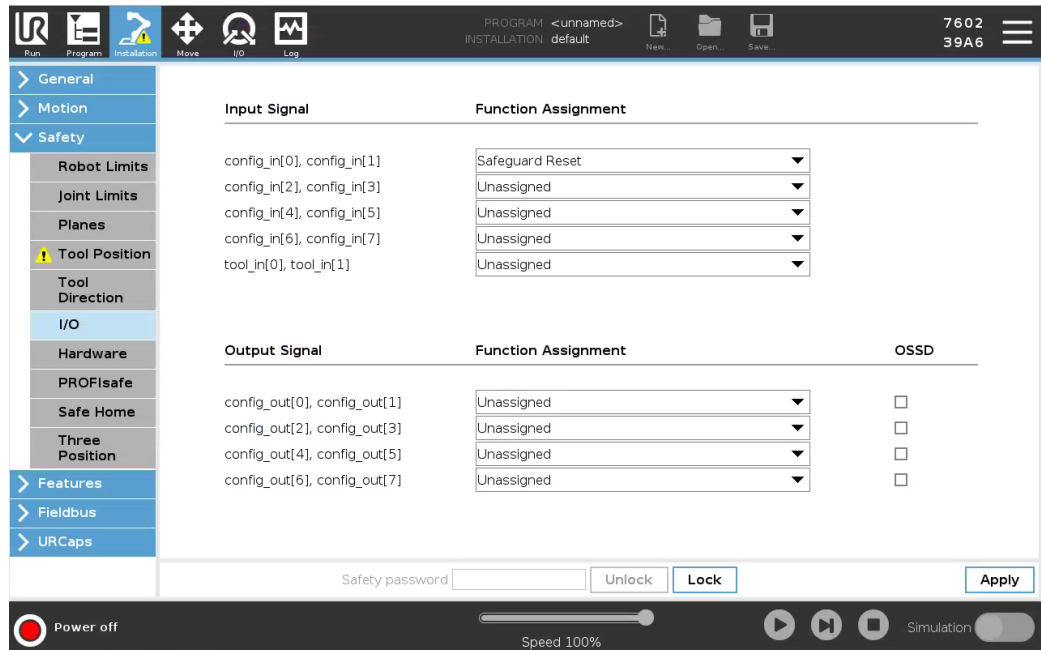 PROGRAM <unnamed>
INSTALLATION default
7602
39A6
Run
Program
Installation
Move
I/O
Log
New...
Open...
Save...
General
Motion
Safety
Robot Limits
Joint Limits
Planes
Tool Position
Tool
Direction
I/O
Hardware
PROFIsafe
Safe Home
Three
Position
Features
Fieldbus
URCaps
Input Signal Function Assignment
config_in[0], config_in[1] Safeguard Reset
config_in[2], config_in[3] Unassigned
config_in[4], config_in[5] Unassigned
config_in[6], config_in[7] Unassigned
tool_in[0], tool_in[1] Unassigned
Output Signal Function Assignment OSSD
config_out[0], config_out[1] Unassigned
config_out[2], config_out[3] Unassigned
config_out[4], config_out[5] Unassigned
config_out[6], config_out[7] Unassigned
Safety password Unlock Lock Apply
Power off
Speed 100%
Simulation